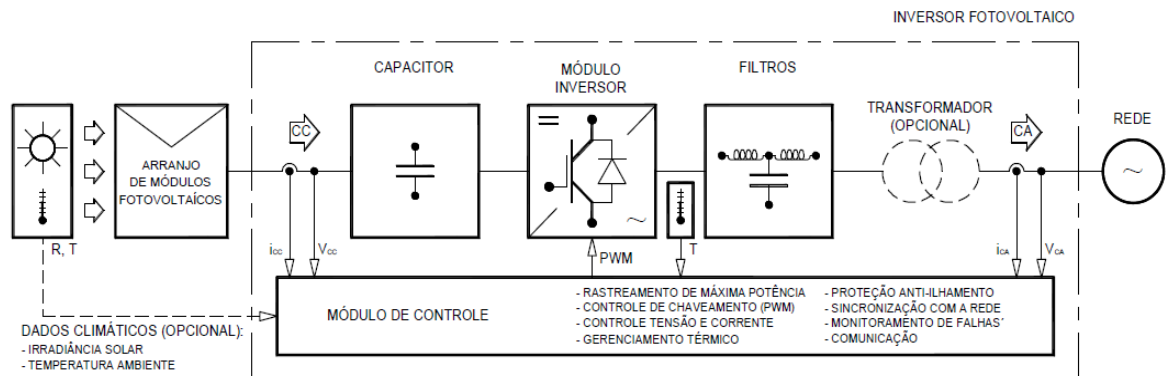 INVERSOR FOTOVOLTAICO
CAPACITOR
MÓDULO
INVERSOR
FILTROS
TRANSFORMADOR
(OPCIONAL)
REDE
CC
CA
ARRANJO
DE MÓDULOS
FOTOVOLTAÍCOS
R, T
iCC
VCC
PWM
T
iCA
VCA
MÓDULO DE CONTROLE
- RASTREAMENTO DE MÁXIMA POTÊNCIA
- CONTROLE DE CHAVEAMENTO (PWM)
- CONTROLE TENSÃO E CORRENTE
- GERENCIAMENTO TÉRMICO
- PROTEÇÃO ANTI-ILHAMENTO
- SINCRONIZAÇÃO COM A REDE
- MONITORAMENTO DE FALHAS´
- COMUNICAÇÃO
DADOS CLIMÁTICOS (OPCIONAL):
- IRRADIÂNCIA SOLAR
- TEMPERATURA AMBIENTE